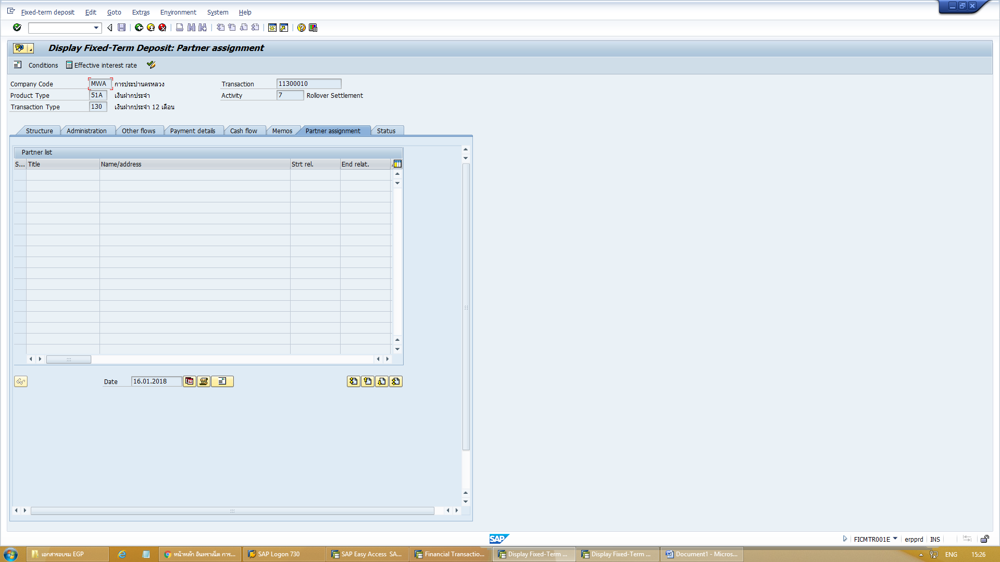 Fixed-term deposit Edit Goto Extras Environment System Help
Display Fixed-Term Deposit: Partner assignment
Conditions Effective interest rate
Company Code MWA การประปานครหลวง Transaction 11300010
Product Type 51A เงินฝากประจำ Activity 7 Rollover Settlement
Transaction Type 130 เงินฝากประจำ 12 เดือน
Structure Administration Other flows Payment details Cash flow Memos Partner assignment Status
Partner list
S... Title Name/address Strt rel. End relat.
Date 16.01.2018
SAP
FICMTR001E erpprd INS
เอกสารอบรม EGP หน้าหลัก อินทราเน็ต การ... SAP Logon 730 SAP Easy Access SA... Financial Transactio... Display Fixed-Term ... Display Fixed-Term ... Document1 - Micros... ENG 15:26